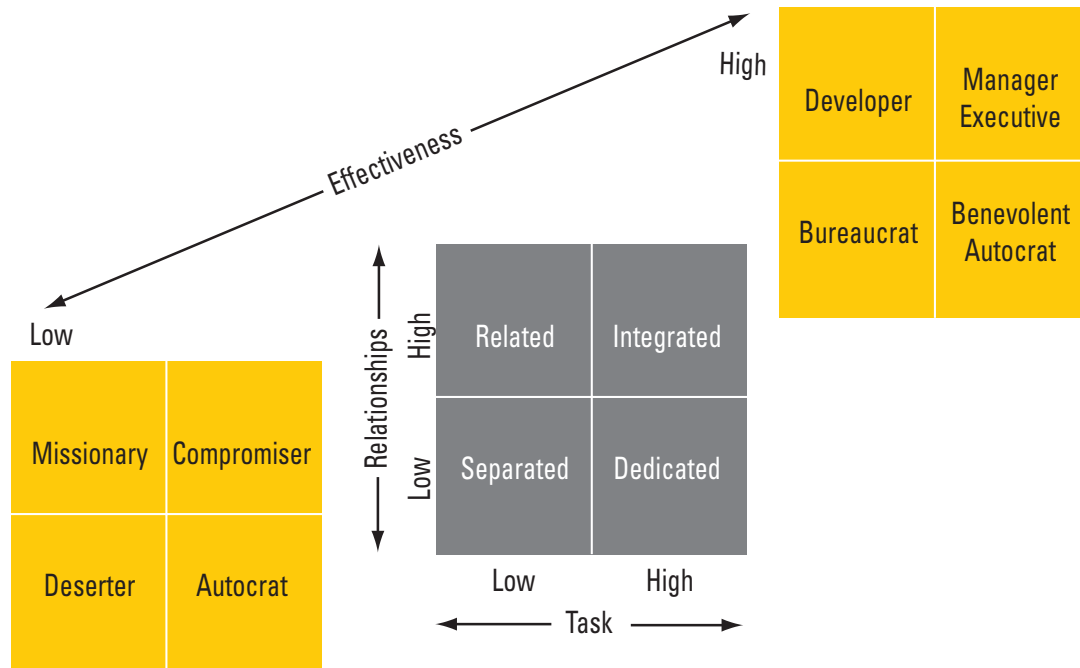 High
Developer
Manager
Executive
Effectiveness
Bureaucrat
Benevolent
Autocrat
Low
Missionary
Compromiser
Deserter
Autocrat
Relationships
High
Low
Related
Integrated
Separated
Dedicated
Low
High
Task